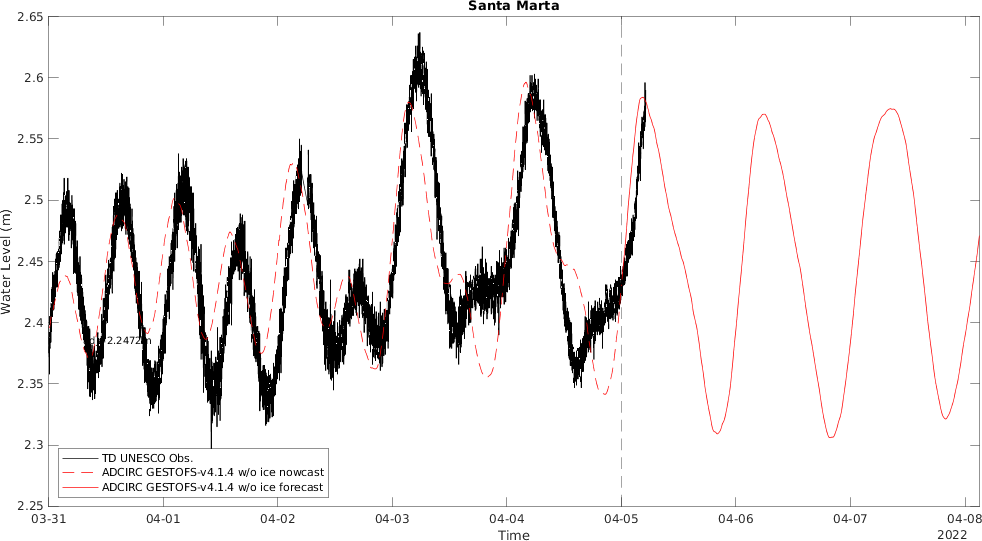 Santa Marta
2.65
2.6
2.55
2.5
2.45
2.4
2.35
2.3
2.25
Water Level (m)
2.2472m
TD UNESCO Obs.
ADCIRC GESTOFS-v4.1.4 w/o ice nowcast
ADCIRC GESTOFS-v4.1.4 w/o ice forecast
03-31 04-01 04-02 04-03 04-04 04-05 04-06 04-07 04-08
Time
2022